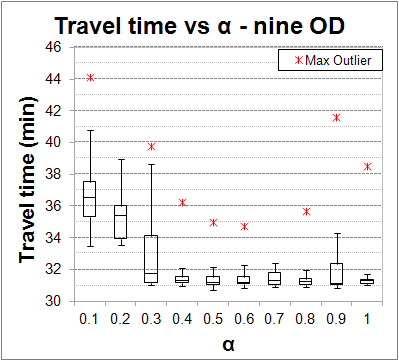 Travel time vs α - nine OD
Max Outlier
Travel time (min)
46
44
42
40
38
36
34
32
30
0.1 0.2 0.3 0.4 0.5 0.6 0.7 0.8 0.9 1
α